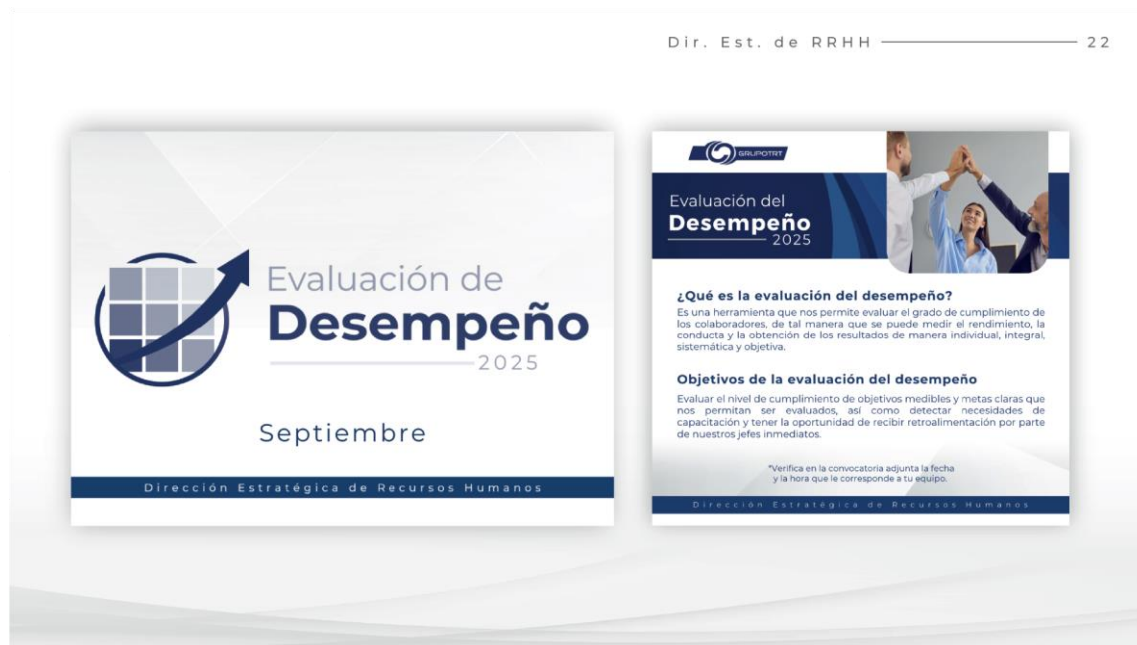 Dir. Est. de RRHH 22
Evaluación de
Desempeño
2025
Septiembre
Dirección Estratégica de Recursos Humanos
GRUPOTRT
Evaluación del
Desempeño
2025
¿Qué es la evaluación del desempeño?
Es una herramienta que nos permite evaluar el grado de cumplimiento de
los colaboradores, de tal manera que se puede medir el rendimiento, la
conducta y la obtención de los resultados de manera individual, integral,
sistemática y objetiva.
Objetivos de la evaluación del desempeño
Evaluar el nivel de cumplimiento de objetivos medibles y metas claras que
nos permitan ser evaluados, así como detectar necesidades de
capacitación y tener la oportunidad de recibir retroalimentación por parte
de nuestros jefes inmediatos.
*Verifica en la convocatoria adjunta la fecha
y la hora que le corresponde a tu equipo.
Dirección Estratégica de Recursos Humanos